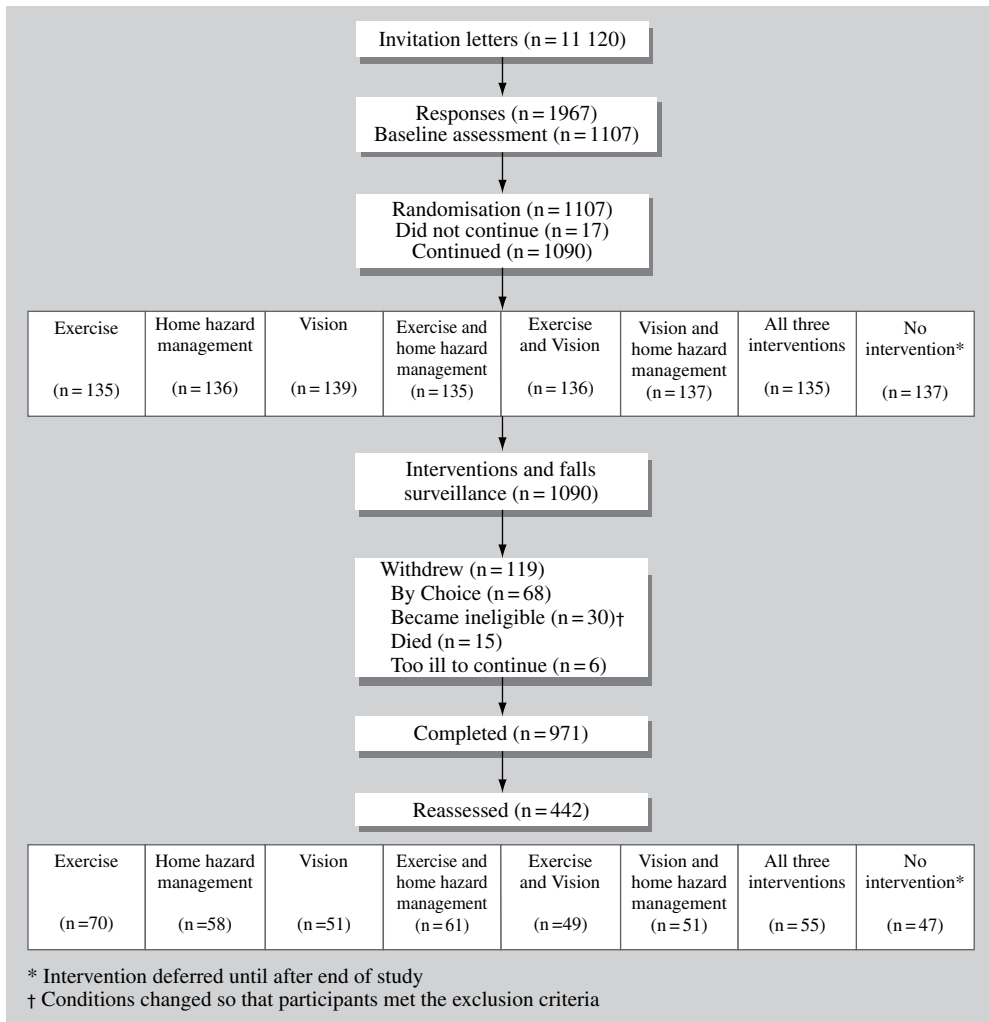 Invitation letters (n = 11 120)
Responses (n = 1967)
Baseline assessment (n = 1107)
Randomisation (n = 1107)
Did not continue (n = 17)
Continued (n = 1090)
Exercise
(n = 135)
Home hazard
management
(n = 136)
Vision
(n = 139)
Exercise and
home hazard
management
(n = 135)
Exercise
and Vision
(n = 136)
Vision and
home hazard
management
(n = 137)
All three
interventions
(n = 135)
No
intervention*
(n = 137)
Interventions and falls
surveillance (n = 1090)
Withdrew (n = 119)
By Choice (n = 68)
Became ineligible (n = 30)†
Died (n = 15)
Too ill to continue (n = 6)
Completed (n = 971)
Reassessed (n = 442)
Exercise
(n =70)
Home hazard
management
(n =58)
Vision
(n =51)
Exercise and
home hazard
management
(n = 61)
Exercise
and Vision
(n =49)
Vision and
home hazard
management
(n = 51)
All three
interventions
(n = 55)
No
intervention*
(n = 47)
* Intervention deferred until after end of study
† Conditions changed so that participants met the exclusion criteria